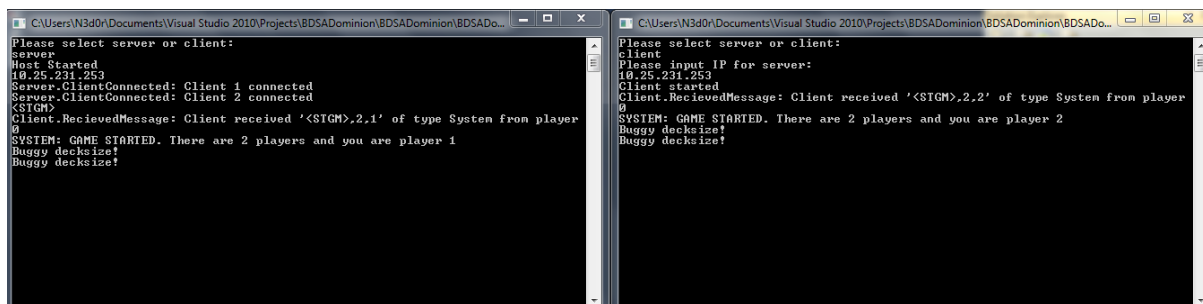 C:\Users\N3d0r\Documents\Visual Studio 2010\Projects\BDSADominion\BDSADominion\BDSADo...
Please select server or client:
server
Host Started
10.25.231.253
Server.ClientConnected: Client 1 connected
Server.ClientConnected: Client 2 connected
<STGM>
Client.RecievedMessage: Client received '<STGM>,2,1' of type System from player
0
SYSTEM: GAME STARTED. There are 2 players and you are player 1
Buggy decksize!
Buggy decksize!
C:\Users\N3d0r\Documents\Visual Studio 2010\Projects\BDSADominion\BDSADominion\BDSADo...
Please select server or client:
client
Please input IP for server:
10.25.231.253
Client started
Client.RecievedMessage: Client received '<STGM>,2,2' of type System from player
0
SYSTEM: GAME STARTED. There are 2 players and you are player 2
Buggy decksize!
Buggy decksize!